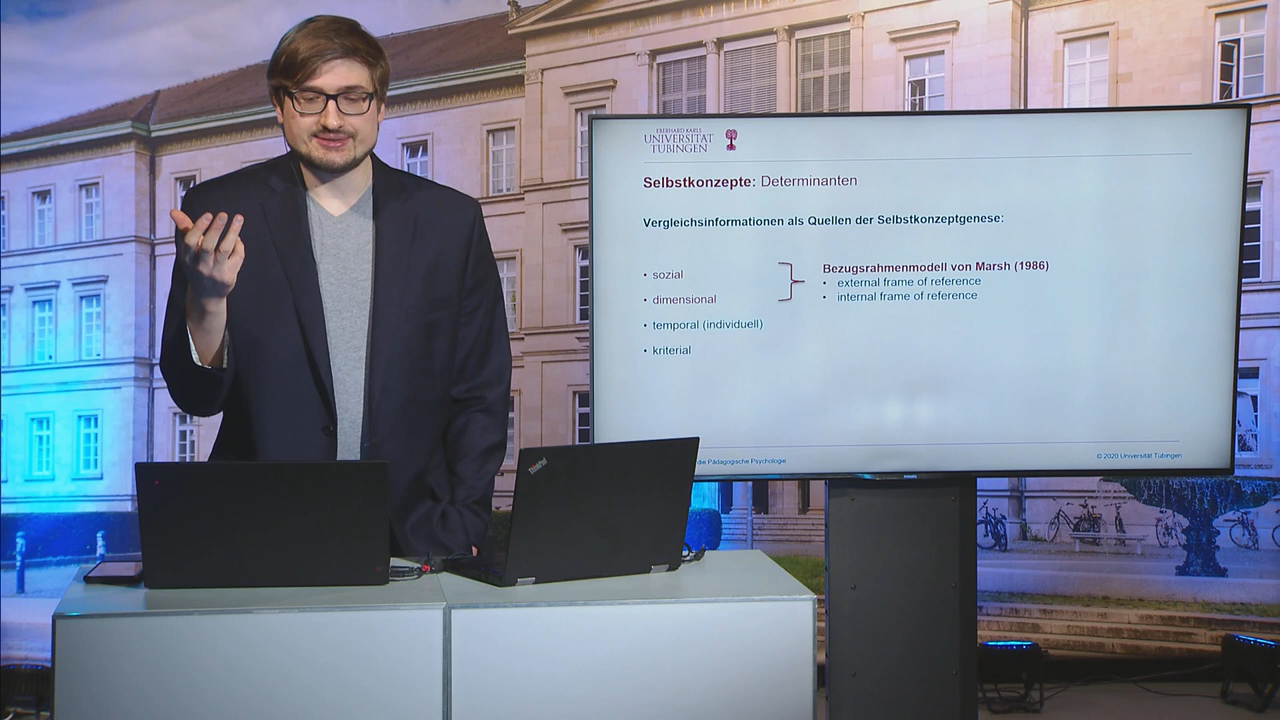 EBERHARD KARLS
UNIVERSITÄT
TÜBINGEN
Selbstkonzepte: Determinanten
Vergleichsinformationen als Quellen der Selbstkonzeptgenese:
• sozial
• dimensional
• temporal (individuell)
• kriterial
Bezugsrahmenmodell von Marsh (1986)
• external frame of reference
• internal frame of reference
die Pädagogische Psychologie
© 2020 Universität Tübingen
ThinkPad